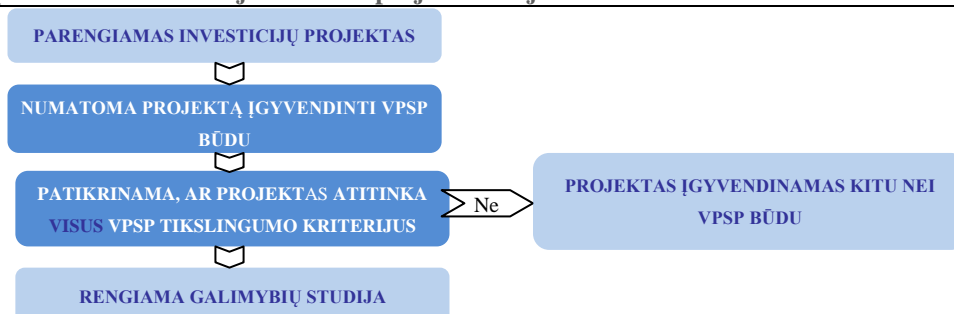 PARENGIAMAS INVESTICIJŲ PROJEKTAS
NUMATOMA PROJEKTĄ ĮGYVENDINTI VPSP
BŪDU
PATIKRINAMA, AR PROJEKTAS ATITINKA
VISUS VPSP TIKSLINGUMO KRITERIJUS
Ne
PROJEKTAS ĮGYVENDINAMAS KITU NEI
VPSP BŪDU
RENGIAMA GALIMYBIŲ STUDIJA